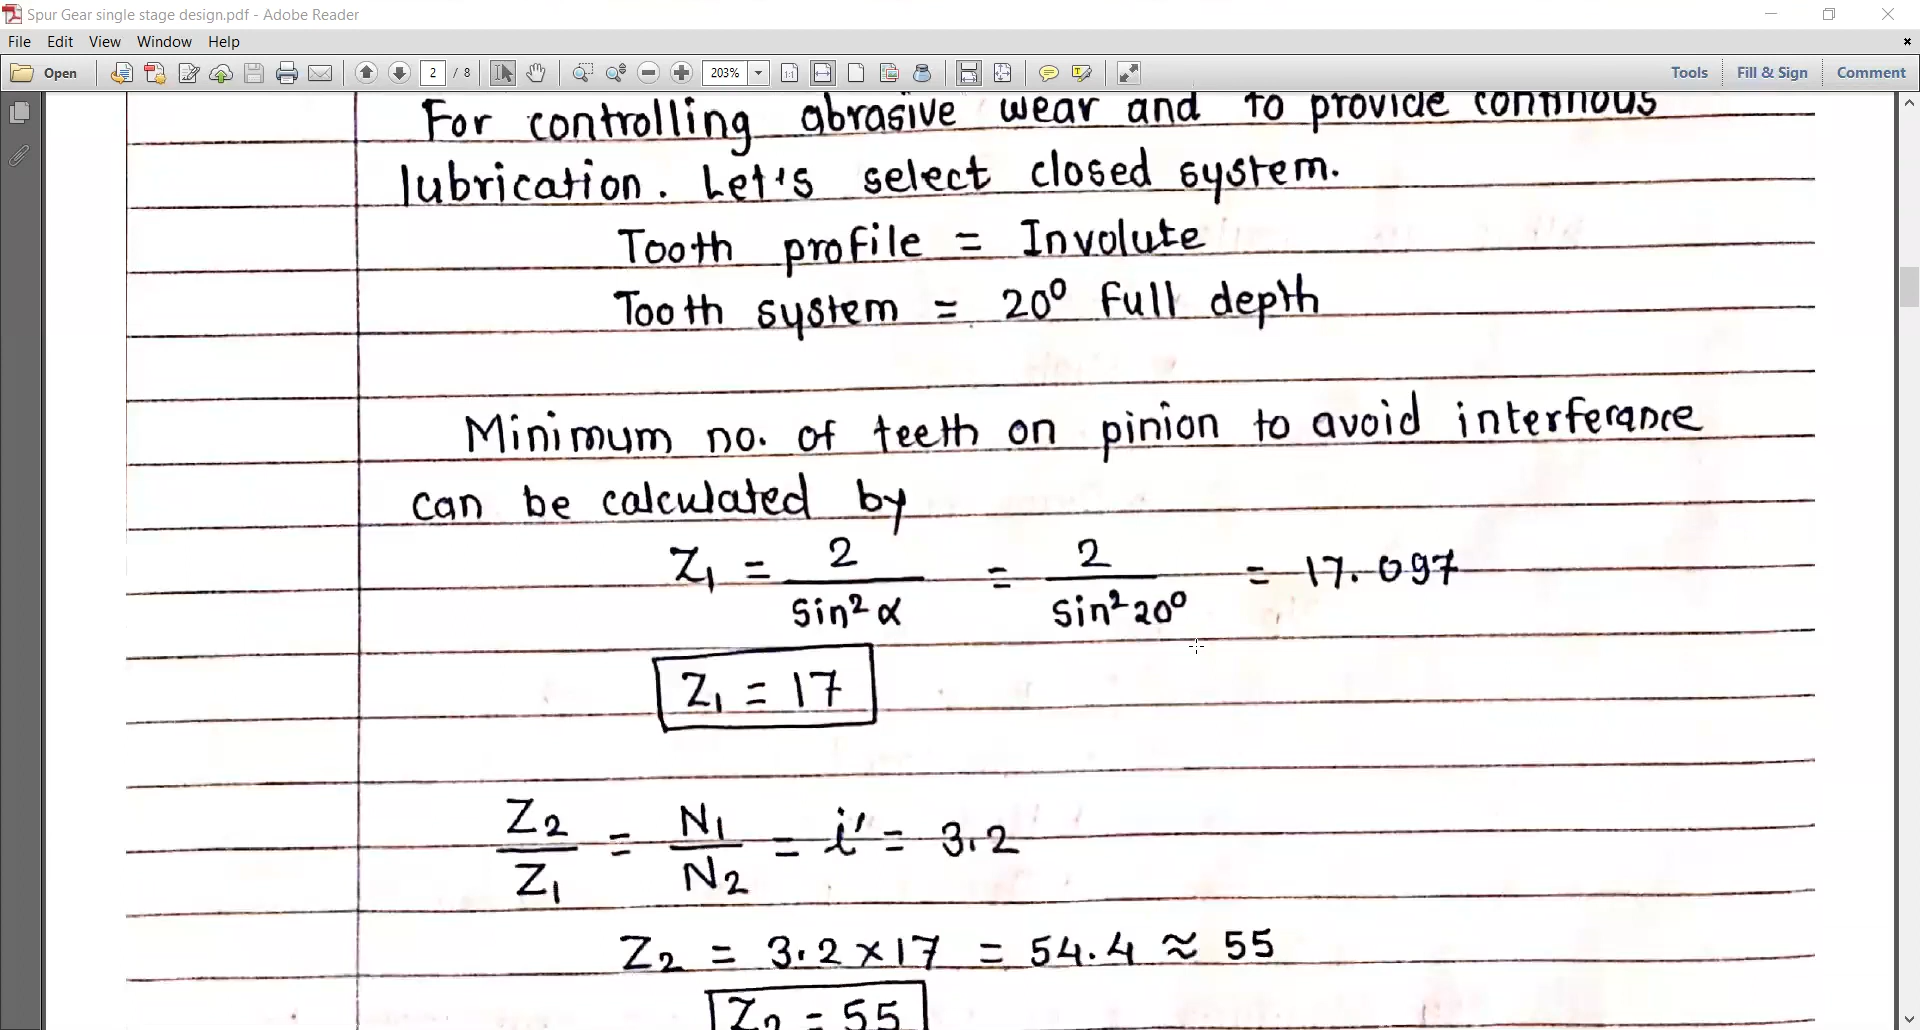 Spur Gear single stage design.pdf - Adobe Reader
File Edit View Window Help
Open 2 / 8 203% Tools Fill & Sign Comment
For controlling abrasive wear and to provide continous
lubrication. Let's select closed system.
Tooth profile = Involute
Tooth system = 20° Full depth
Minimum no. of teeth on pinion to avoid interferance
can be calculated by
Z₁ = 2 / sin²α = 2 / sin²20° = 17.097
Z₁ = 17
Z₂ / Z₁ = N₁ / N₂ = i' = 3.2
Z₂ = 3.2 × 17 = 54.4 ≈ 55
Z₂ = 55